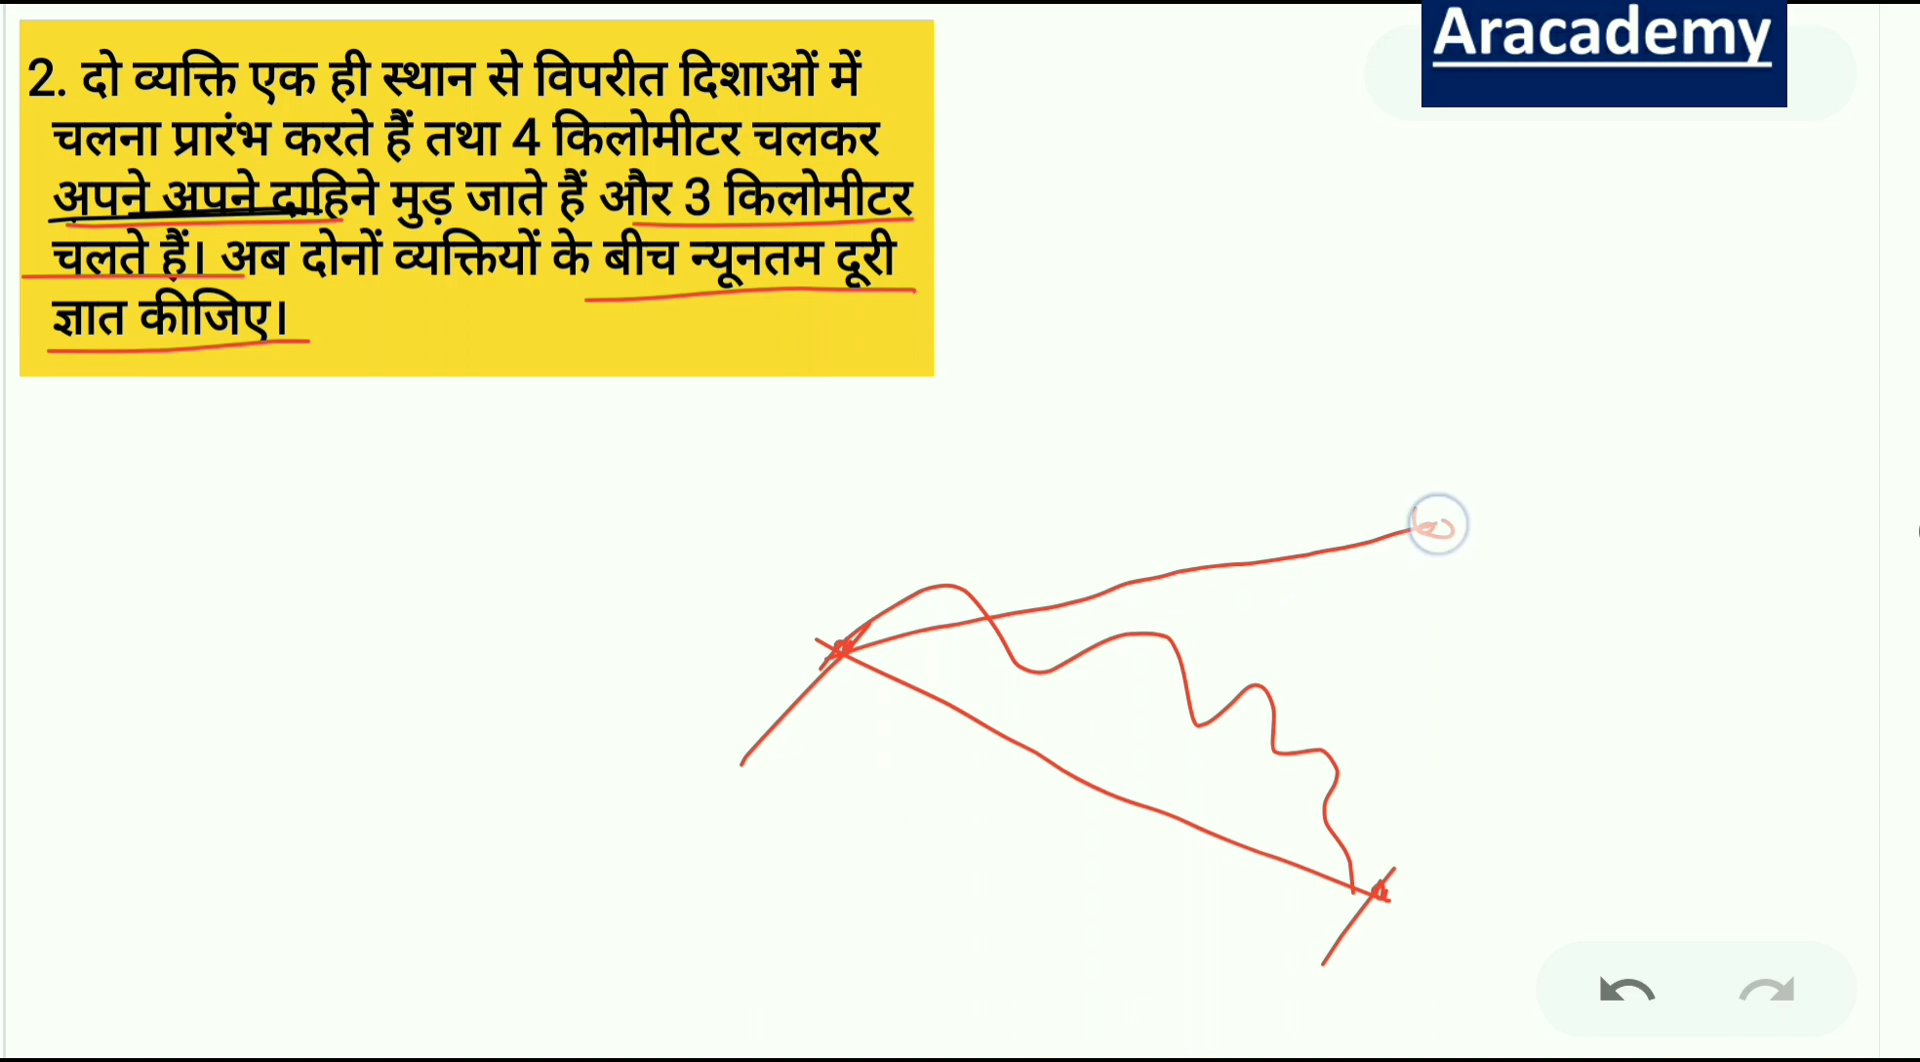 Aracademy
2. दो व्यक्ति एक ही स्थान से विपरीत दिशाओं में
चलना प्रारंभ करते हैं तथा 4 किलोमीटर चलकर
अपने अपने दाहिने मुड़ जाते हैं और 3 किलोमीटर
चलते हैं। अब दोनों व्यक्तियों के बीच न्यूनतम दूरी
ज्ञात कीजिए।